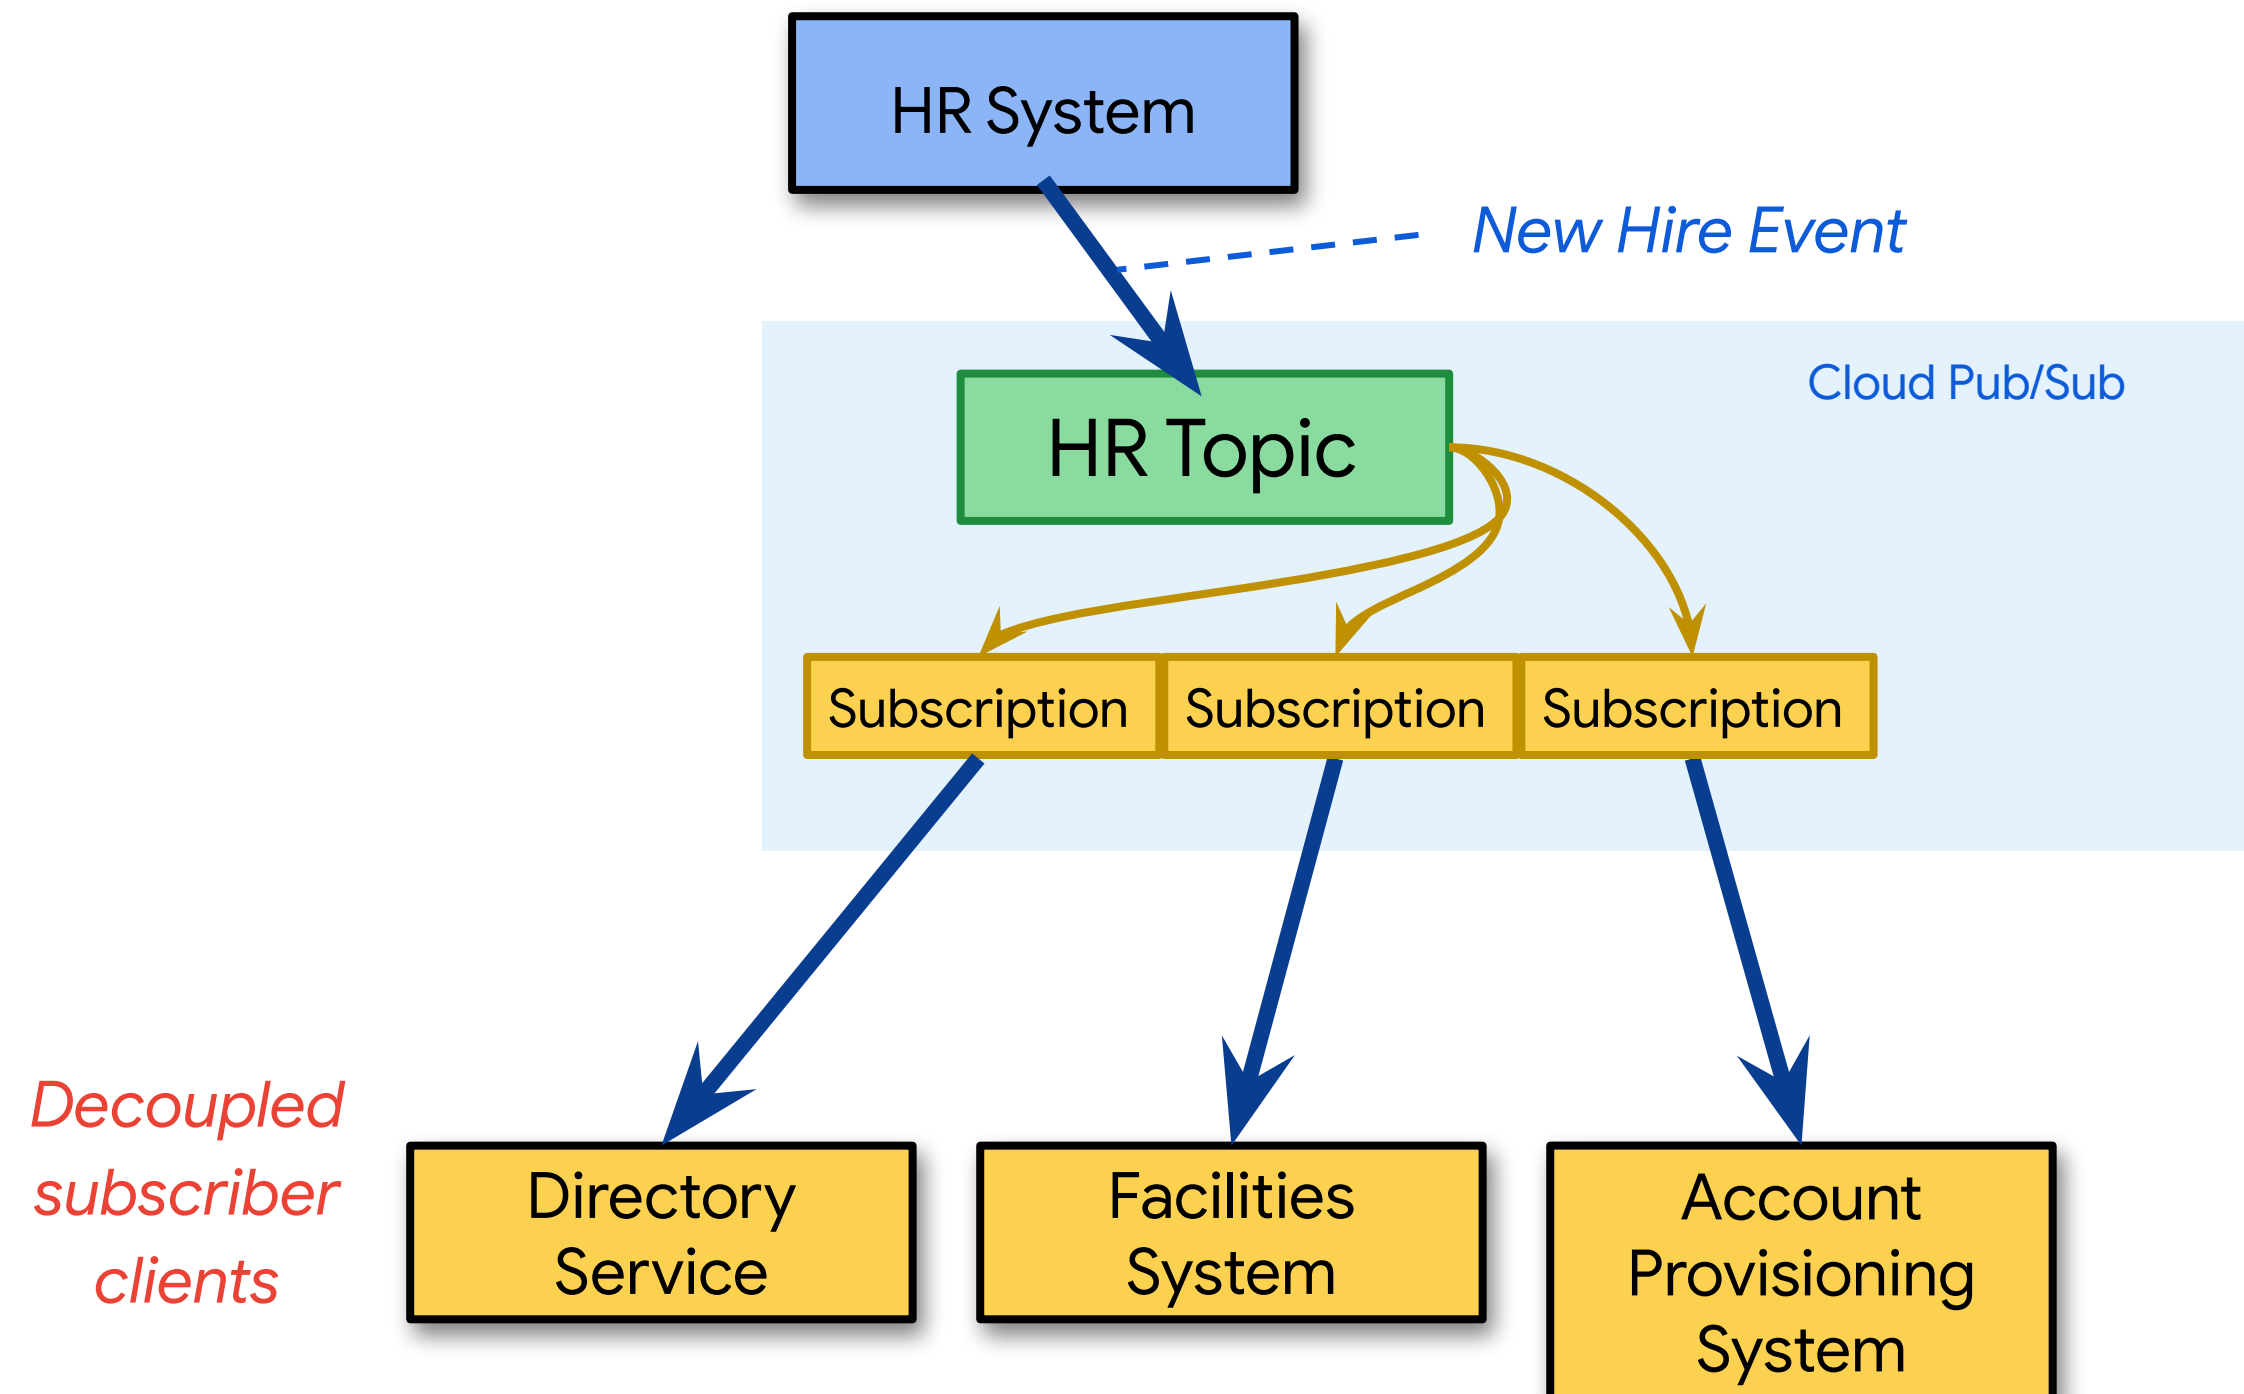 HR System
New Hire Event
Cloud Pub/Sub
HR Topic
Subscription
Subscription
Subscription
Decoupled
subscriber
clients
Directory
Service
Facilities
System
Account
Provisioning
System